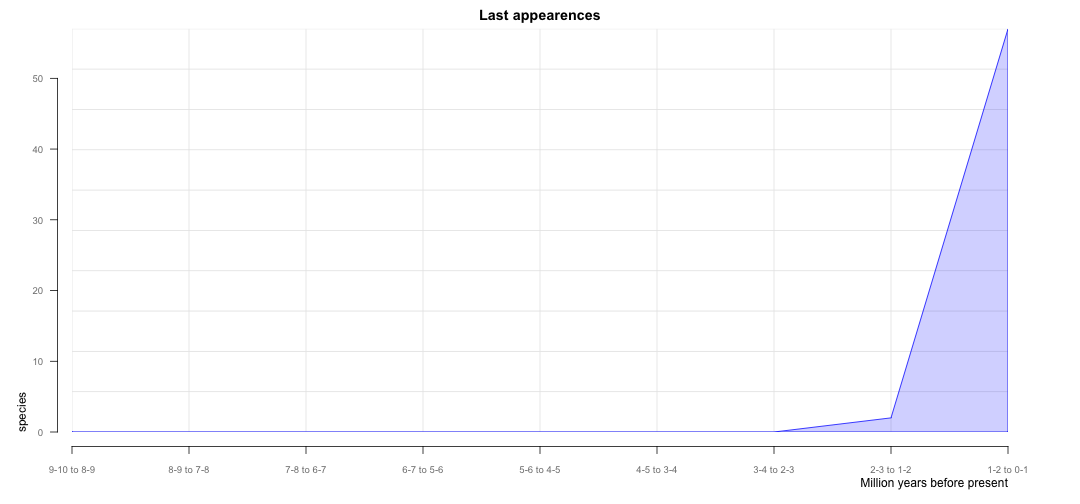 Last appearences
50
40
30
20
10
0
species
9-10 to 8-9 8-9 to 7-8 7-8 to 6-7 6-7 to 5-6 5-6 to 4-5 4-5 to 3-4 3-4 to 2-3 2-3 to 1-2 1-2 to 0-1
Million years before present